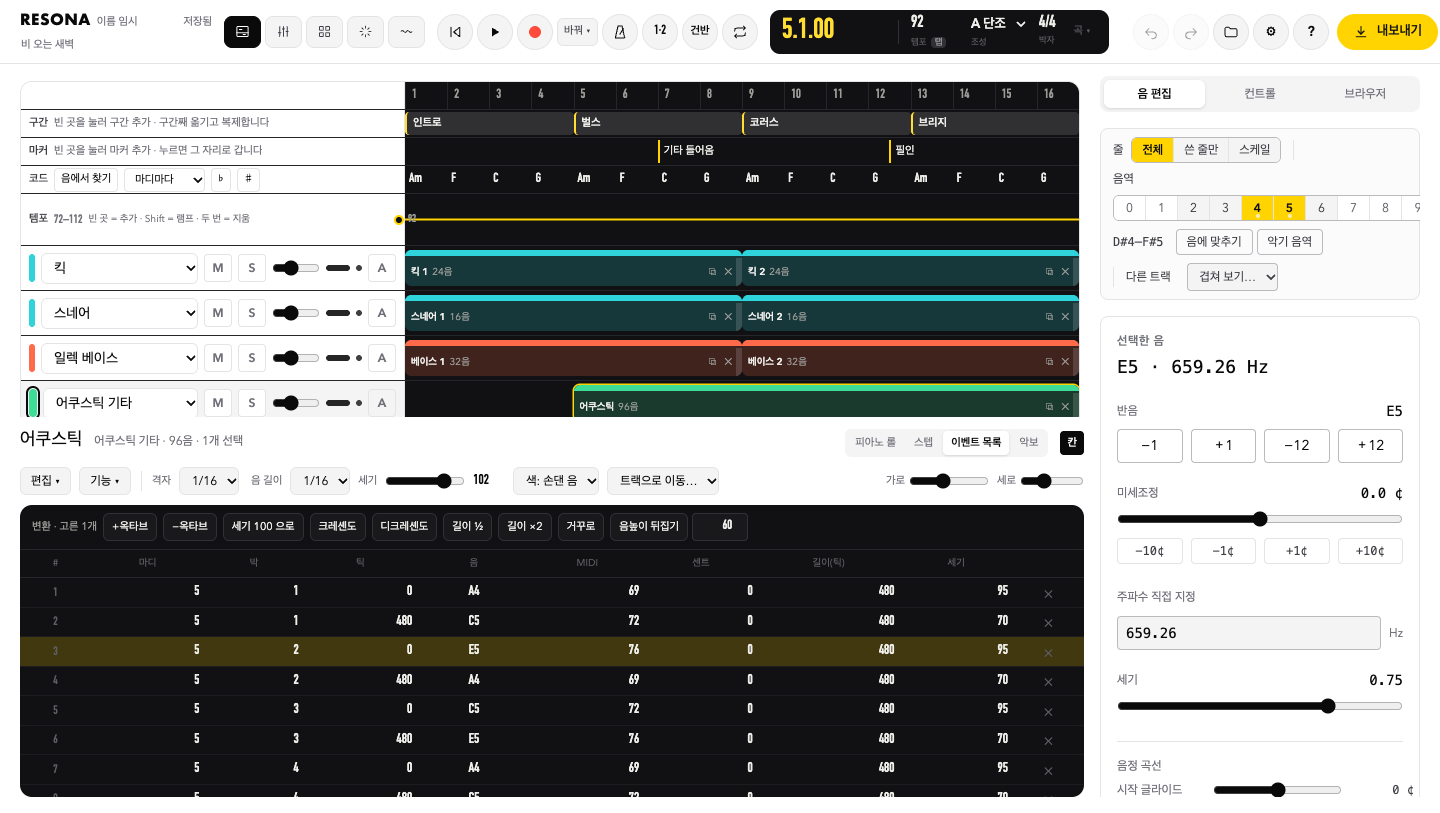 RESONA 이름 임시 저장됨
비 오는 새벽
바꿔 ▾
1·2
건반
5.1.00
92
템포 탭
A 단조
조성
4/4
박자
곡 ▾
?
내보내기
1 2 3 4 5 6 7 8 9 10 11 12 13 14 15 16
구간 빈 곳을 눌러 구간 추가 · 구간째 옮기고 복제합니다
인트로 벌스 코러스 브리지
마커 빈 곳을 눌러 마커 추가 · 누르면 그 자리로 갑니다
기타 들어옴 필인
코드 음에서 찾기 마디마다 ♭ #
Am F C G Am F C G Am F C G Am F C G
템포 72–112 빈 곳 = 추가 · Shift = 램프 · 두 번 = 지움
92
킥 M S A
킥 1 24음 킥 2 24음
스네어 M S A
스네어 1 16음 스네어 2 16음
일렉 베이스 M S A
베이스 1 32음 베이스 2 32음
어쿠스틱 기타 M S A
어쿠스틱 96음
어쿠스틱 어쿠스틱 기타 · 96음 · 1개 선택
피아노 롤 스텝 이벤트 목록 악보 칸
편집 ▾ 기능 ▾ 격자 1/16 음 길이 1/16 세기 102 색: 손댄 음 트랙으로 이동… 가로 세로
변환 · 고른 1개 +옥타브 −옥타브 세기 100 으로 크레셴도 디크레셴도 길이 ½ 길이 ×2 거꾸로 음높이 뒤집기 60
# 마디 박 틱 음 MIDI 센트 길이(틱) 세기
1 5 1 0 A4 69 0 480 95 ×
2 5 1 480 C5 72 0 480 70 ×
3 5 2 0 E5 76 0 480 95 ×
4 5 2 480 A4 69 0 480 70 ×
5 5 3 0 C5 72 0 480 95 ×
6 5 3 480 E5 76 0 480 70 ×
7 5 4 0 A4 69 0 480 95 ×
8 5 4 480 C5 72 0 480 70
음 편집 컨트롤 브라우저
줄 전체 쓴 줄만 스케일
음역
0 1 2 3 4 5 6 7 8 9
D#4–F#5 음에 맞추기 악기 음역
다른 트랙 겹쳐 보기…
선택한 음
E5 · 659.26 Hz
반음 E5
−1 +1 −12 +12
미세조정 0.0 ¢
−10¢ −1¢ +1¢ +10¢
주파수 직접 지정
659.26 Hz
세기 0.75
음정 곡선
시작 글라이드 0 ¢